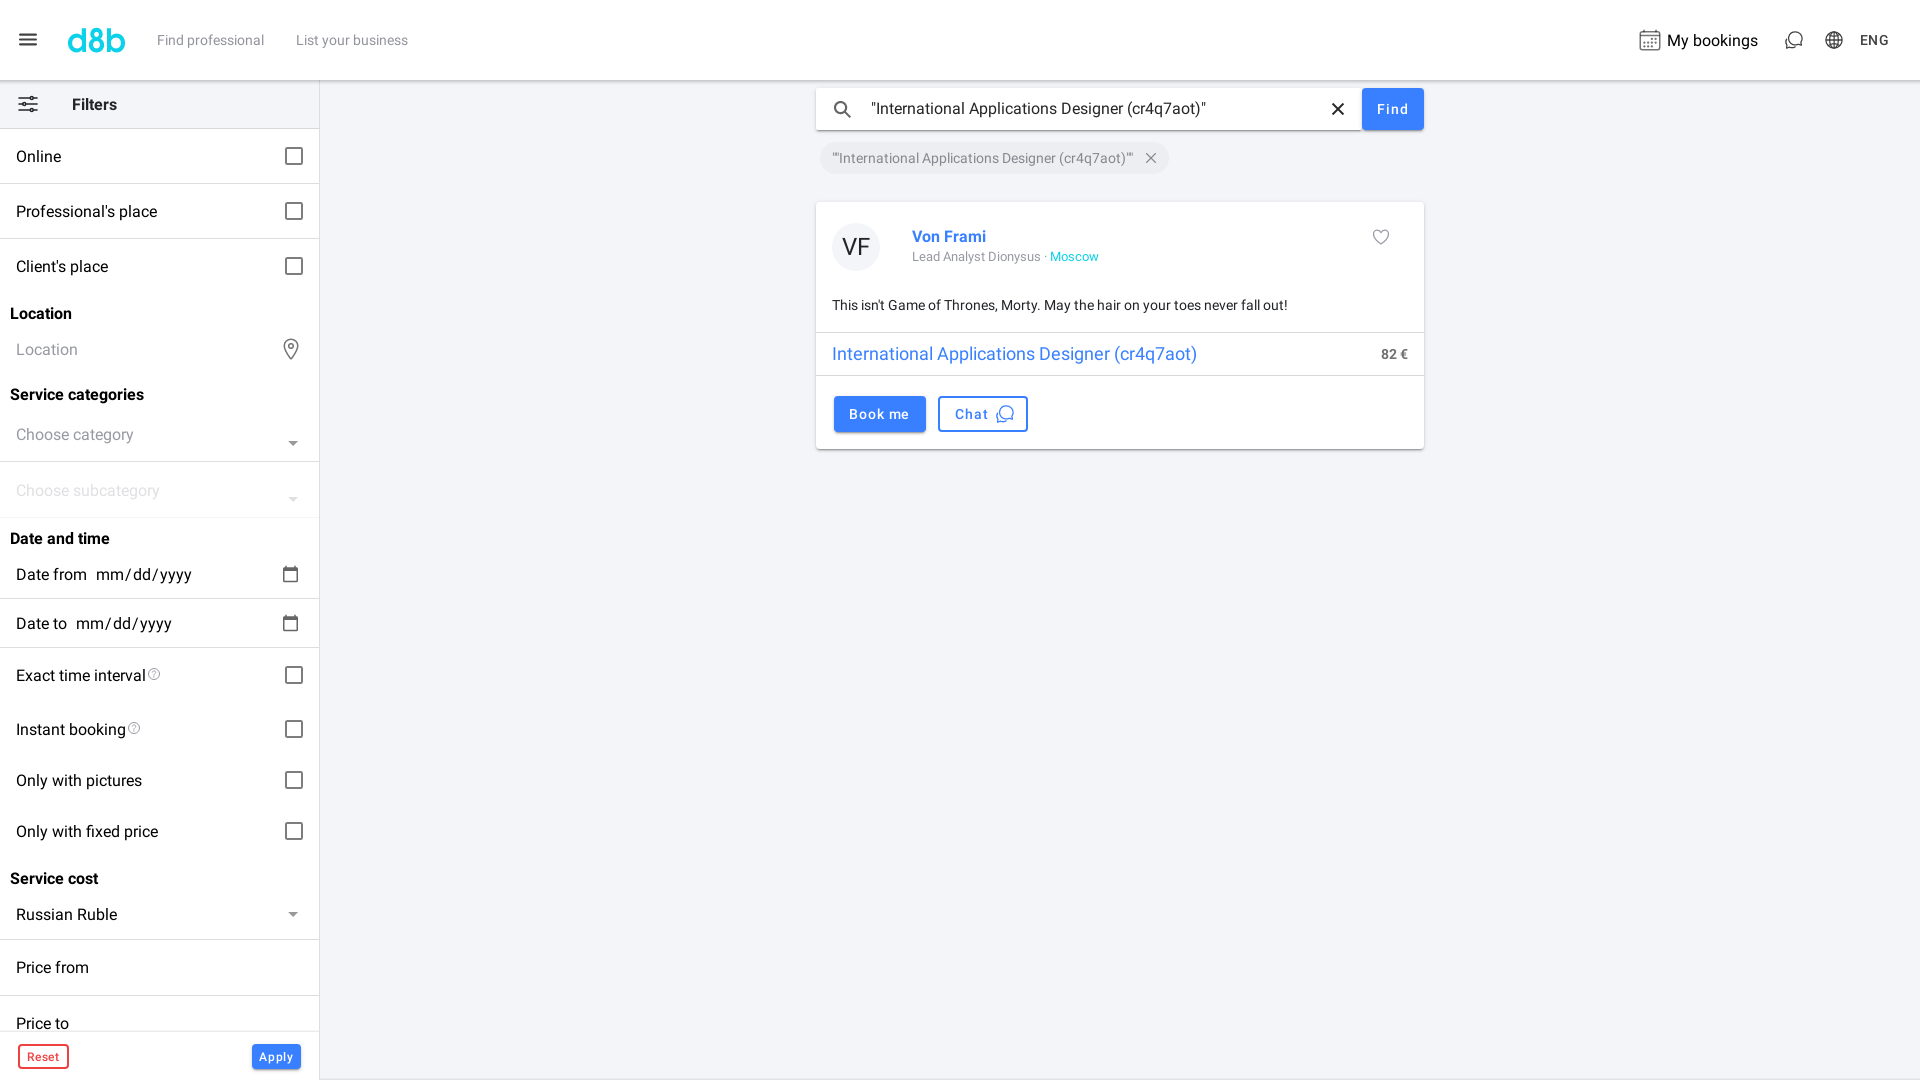 d8b
Find professional
List your business
My bookings
ENG
Filters
Online
Professional's place
Client's place
Location
Location
Service categories
Choose category
Choose subcategory
Date and time
Date from mm/dd/yyyy
Date to mm/dd/yyyy
Exact time interval
Instant booking
Only with pictures
Only with fixed price
Service cost
Russian Ruble
Price from
Price to
Reset
Apply
"International Applications Designer (cr4q7aot)"
Find
""International Applications Designer (cr4q7aot)""
VF
Von Frami
Lead Analyst Dionysus · Moscow
This isn't Game of Thrones, Morty. May the hair on your toes never fall out!
International Applications Designer (cr4q7aot)
82 €
Book me
Chat